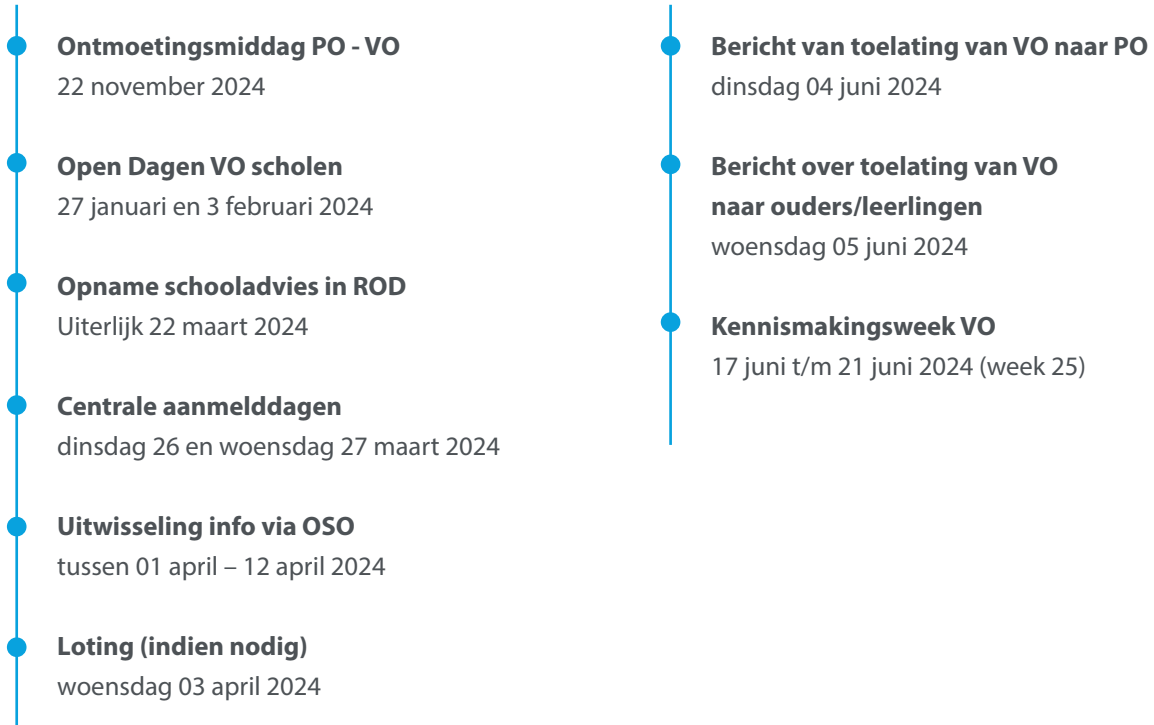 Ontmoetingsmiddag PO - VO
22 november 2024
Open Dagen VO scholen
27 januari en 3 februari 2024
Opname schooladvies in ROD
Uiterlijk 22 maart 2024
Centrale aanmelddagen
dinsdag 26 en woensdag 27 maart 2024
Uitwisseling info via OSO
tussen 01 april – 12 april 2024
Loting (indien nodig)
woensdag 03 april 2024
Bericht van toelating van VO naar PO
dinsdag 04 juni 2024
Bericht over toelating van VO
naar ouders/leerlingen
woensdag 05 juni 2024
Kennismakingsweek VO
17 juni t/m 21 juni 2024 (week 25)